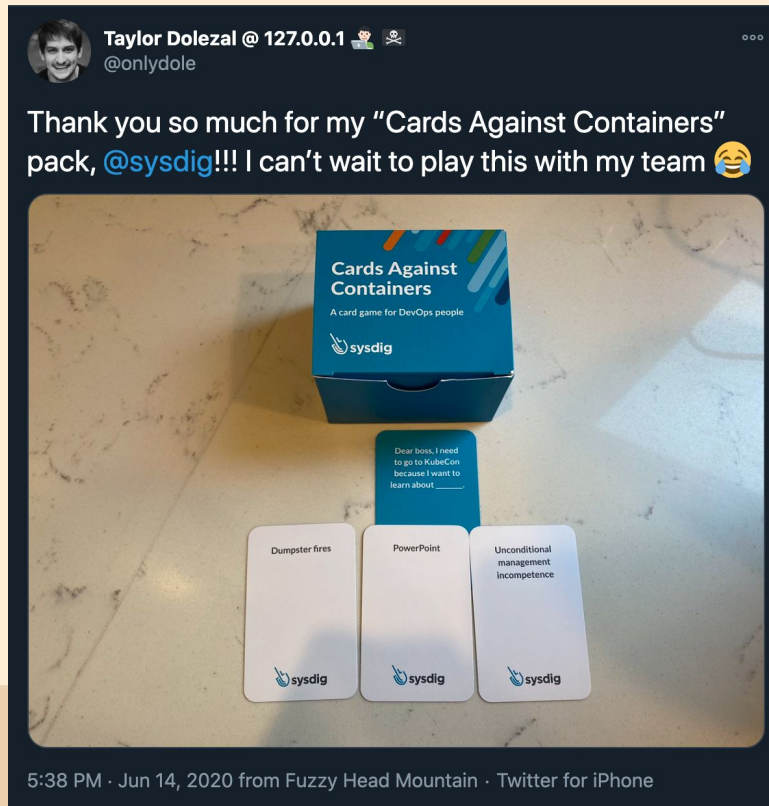 Taylor Dolezal @ 127.0.0.1 👨🏻‍💻 🏴‍☠️
@onlydole
Thank you so much for my “Cards Against Containers”
pack, @sysdig!!! I can’t wait to play this with my team 😂
Cards Against
Containers
A card game for DevOps people
sysdig
Dear boss, I need
to go to KubeCon
because I want to
learn about ______.
Dumpster fires
sysdig
PowerPoint
sysdig
Unconditional
management
incompetence
sysdig
5:38 PM · Jun 14, 2020 from Fuzzy Head Mountain · Twitter for iPhone